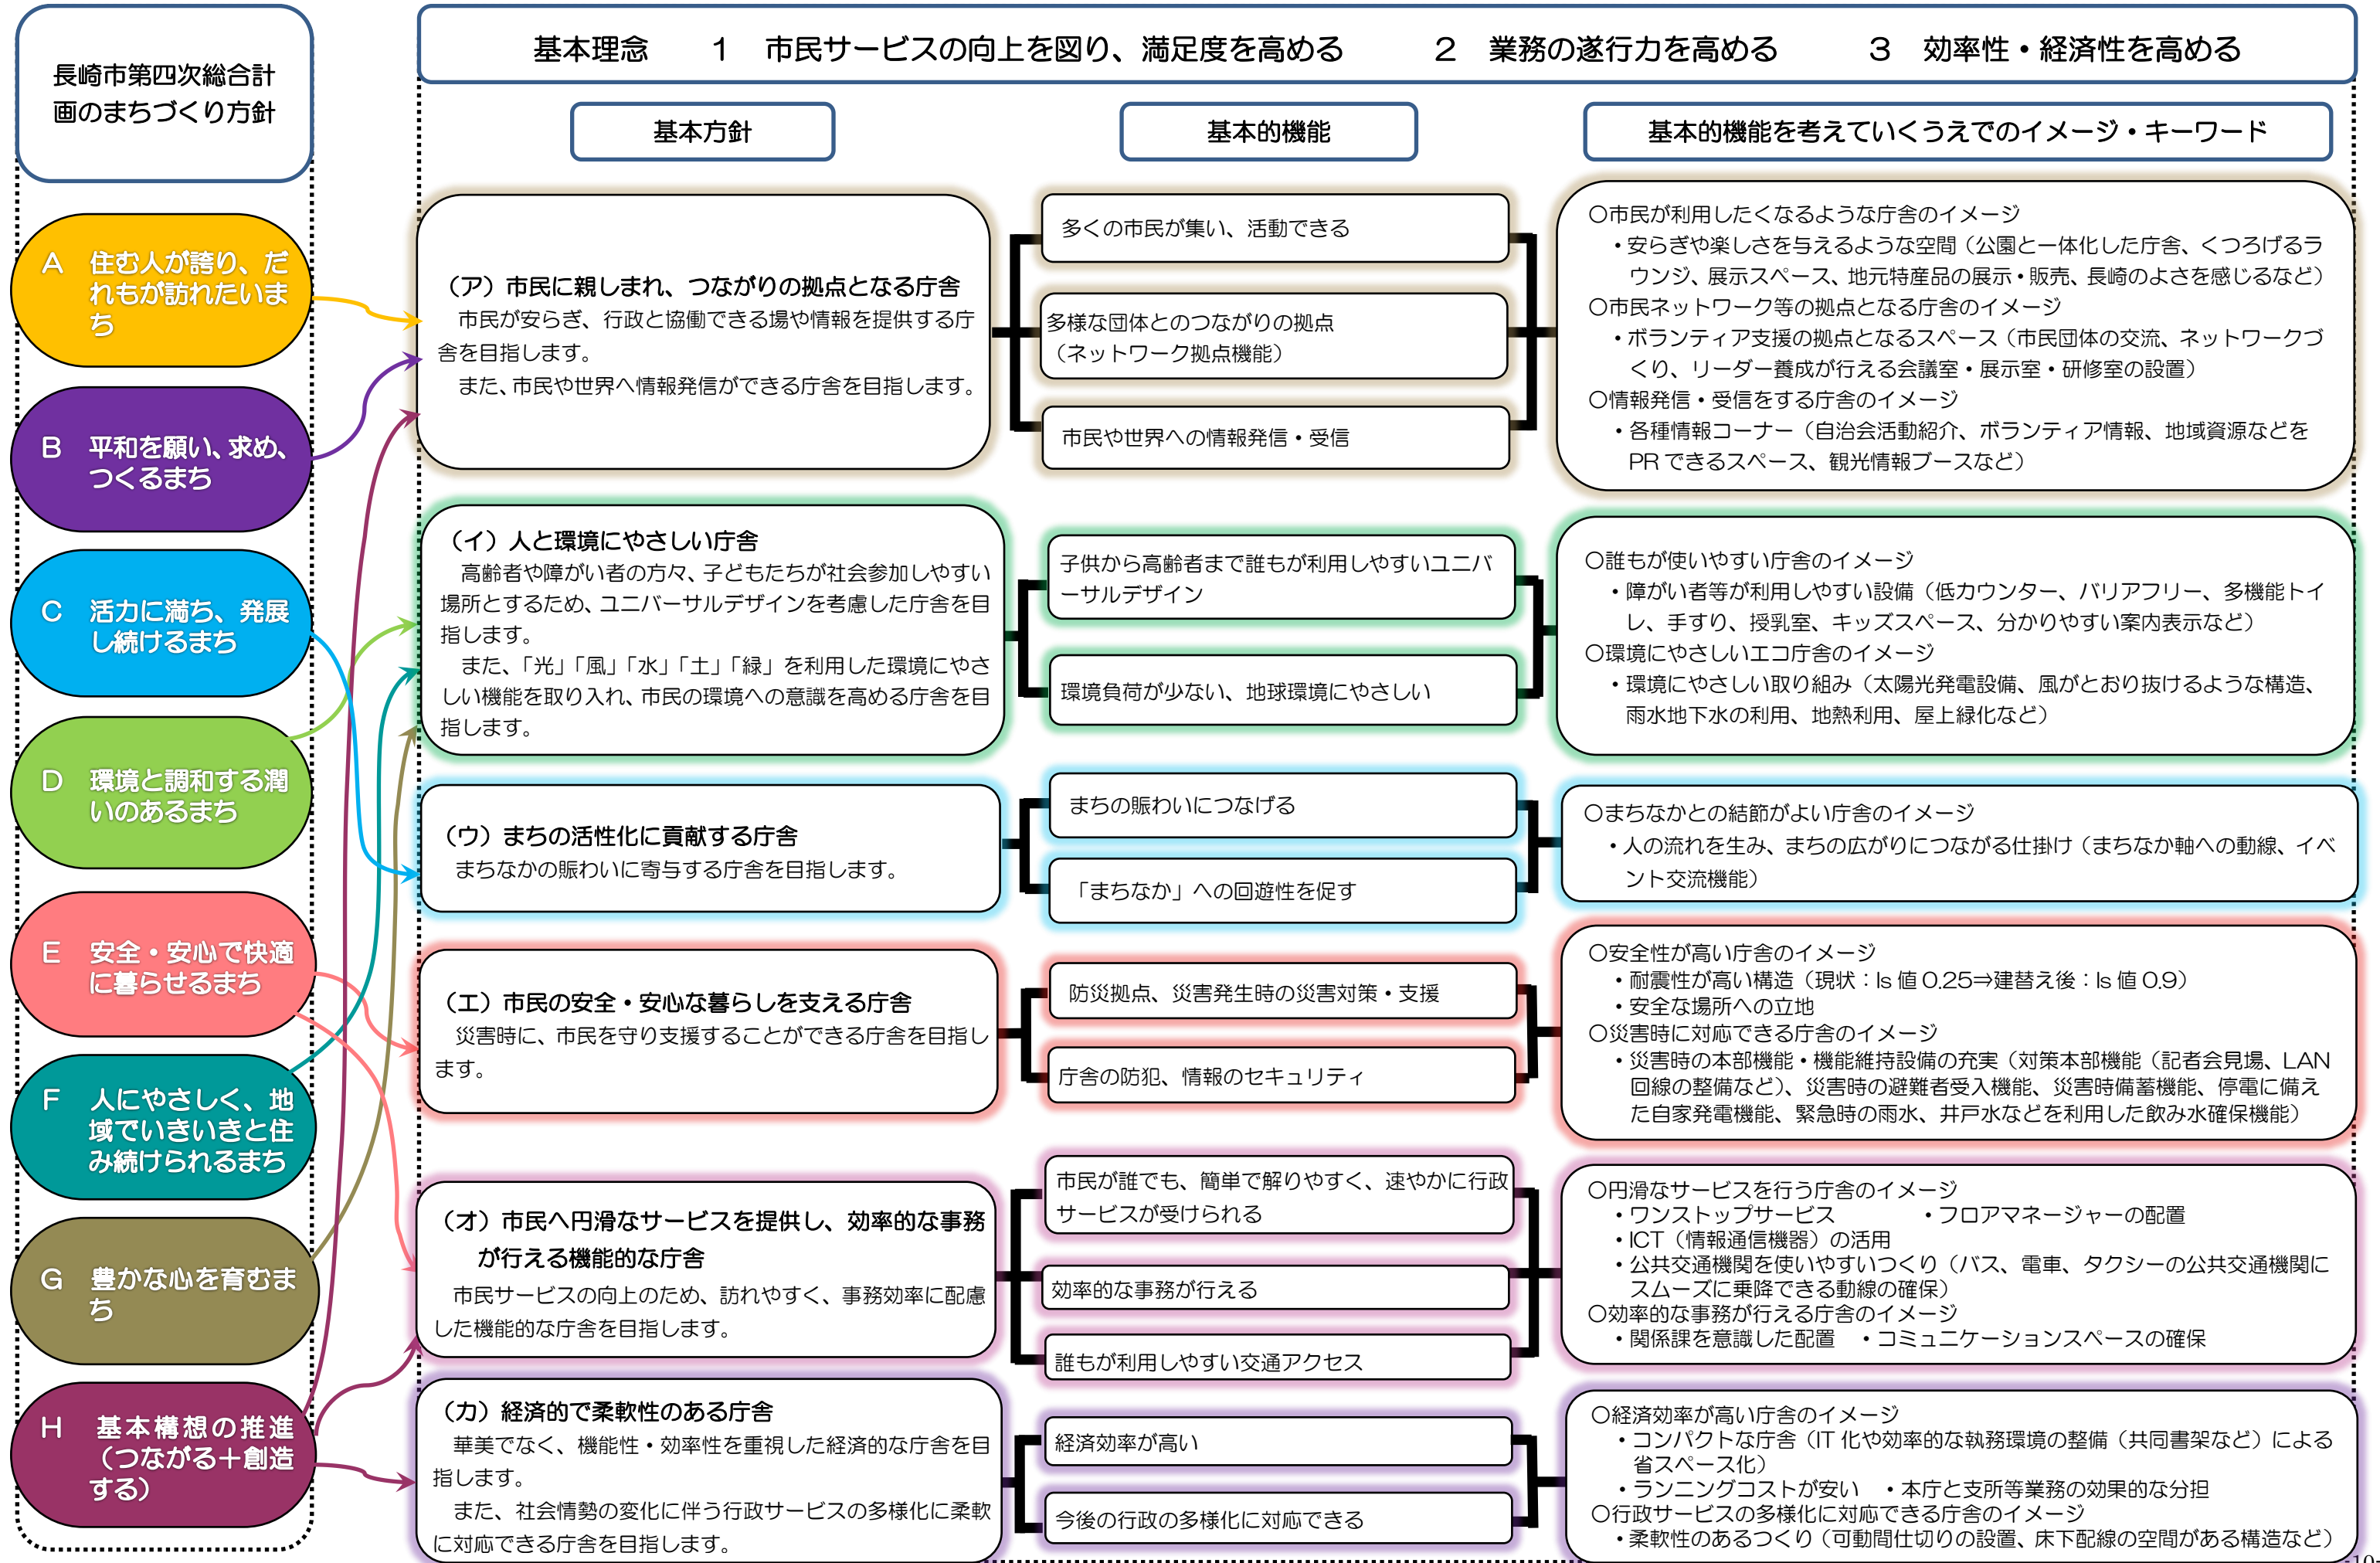 長崎市第四次総合計
画のまちづくり方針
基本理念　　1　市民サービスの向上を図り、満足度を高める　　　2　業務の遂行力を高める　　　3　効率性・経済性を高める
基本方針
基本的機能
基本的機能を考えていくうえでのイメージ・キーワード
A　住む人が誇り、だ
れもが訪れたいま
ち
B　平和を願い、求め、
つくるまち
C　活力に満ち、発展
し続けるまち
D　環境と調和する潤
いのあるまち
E　安全・安心で快適
に暮らせるまち
F　人にやさしく、地
域でいきいきと住
み続けられるまち
G　豊かな心を育むま
ち
H　基本構想の推進
（つながる＋創造
する）
（ア）市民に親しまれ、つながりの拠点となる庁舎
市民が安らぎ、行政と協働できる場や情報を提供する庁
舎を目指します。
また、市民や世界へ情報発信ができる庁舎を目指します。
多くの市民が集い、活動できる
多様な団体とのつながりの拠点
（ネットワーク拠点機能）
市民や世界への情報発信・受信
〇市民が利用したくなるような庁舎のイメージ
・安らぎや楽しさを与えるような空間（公園と一体化した庁舎、くつろげるラ
ウンジ、展示スペース、地元特産品の展示・販売、長崎のよさを感じるなど）
〇市民ネットワーク等の拠点となる庁舎のイメージ
・ボランティア支援の拠点となるスペース（市民団体の交流、ネットワークづ
くり、リーダー養成が行える会議室・展示室・研修室の設置）
〇情報発信・受信をする庁舎のイメージ
・各種情報コーナー（自治会活動紹介、ボランティア情報、地域資源などを
PRできるスペース、観光情報ブースなど）
（イ）人と環境にやさしい庁舎
高齢者や障がい者の方々、子どもたちが社会参加しやすい
場所とするため、ユニバーサルデザインを考慮した庁舎を目
指します。
また、「光」「風」「水」「土」「緑」を利用した環境にやさ
しい機能を取り入れ、市民の環境への意識を高める庁舎を目
指します。
子供から高齢者まで誰もが利用しやすいユニバ
ーサルデザイン
環境負荷が少ない、地球環境にやさしい
〇誰もが使いやすい庁舎のイメージ
・障がい者等が利用しやすい設備（低カウンター、バリアフリー、多機能トイ
レ、手すり、授乳室、キッズスペース、分かりやすい案内表示など）
〇環境にやさしいエコ庁舎のイメージ
・環境にやさしい取り組み（太陽光発電設備、風がとおり抜けるような構造、
雨水地下水の利用、地熱利用、屋上緑化など）
（ウ）まちの活性化に貢献する庁舎
まちなかの賑わいに寄与する庁舎を目指します。
まちの賑わいにつなげる
「まちなか」への回遊性を促す
〇まちなかとの結節がよい庁舎のイメージ
・人の流れを生み、まちの広がりにつながる仕掛け（まちなか軸への動線、イベ
ント交流機能）
（エ）市民の安全・安心な暮らしを支える庁舎
災害時に、市民を守り支援することができる庁舎を目指し
ます。
防災拠点、災害発生時の災害対策・支援
庁舎の防犯、情報のセキュリティ
〇安全性が高い庁舎のイメージ
・耐震性が高い構造（現状：Is 値 0.25⇒建替え後：Is 値 0.9）
・安全な場所への立地
〇災害時に対応できる庁舎のイメージ
・災害時の本部機能・機能維持設備の充実（対策本部機能（記者会見場、LAN
回線の整備など）、災害時の避難者受入機能、災害時備蓄機能、停電に備え
た自家発電機能、緊急時の雨水、井戸水などを利用した飲み水確保機能）
（オ）市民へ円滑なサービスを提供し、効率的な事務
が行える機能的な庁舎
市民サービスの向上のため、訪れやすく、事務効率に配慮
した機能的な庁舎を目指します。
市民が誰でも、簡単で解りやすく、速やかに行政
サービスが受けられる
効率的な事務が行える
誰もが利用しやすい交通アクセス
〇円滑なサービスを行う庁舎のイメージ
・ワンストップサービス　　　　・フロアマネージャーの配置
・ICT（情報通信機器）の活用
・公共交通機関を使いやすいつくり（バス、電車、タクシーの公共交通機関に
スムーズに乗降できる動線の確保）
〇効率的な事務が行える庁舎のイメージ
・関係課を意識した配置　・コミュニケーションスペースの確保
（カ）経済的で柔軟性のある庁舎
華美でなく、機能性・効率性を重視した経済的な庁舎を目
指します。
また、社会情勢の変化に伴う行政サービスの多様化に柔軟
に対応できる庁舎を目指します。
経済効率が高い
今後の行政の多様化に対応できる
〇経済効率が高い庁舎のイメージ
・コンパクトな庁舎（IT 化や効率的な執務環境の整備（共同書架など）による
省スペース化）
・ランニングコストが安い　・本庁と支所等業務の効果的な分担
〇行政サービスの多様化に対応できる庁舎のイメージ
・柔軟性のあるつくり（可動間仕切りの設置、床下配線の空間がある構造など）